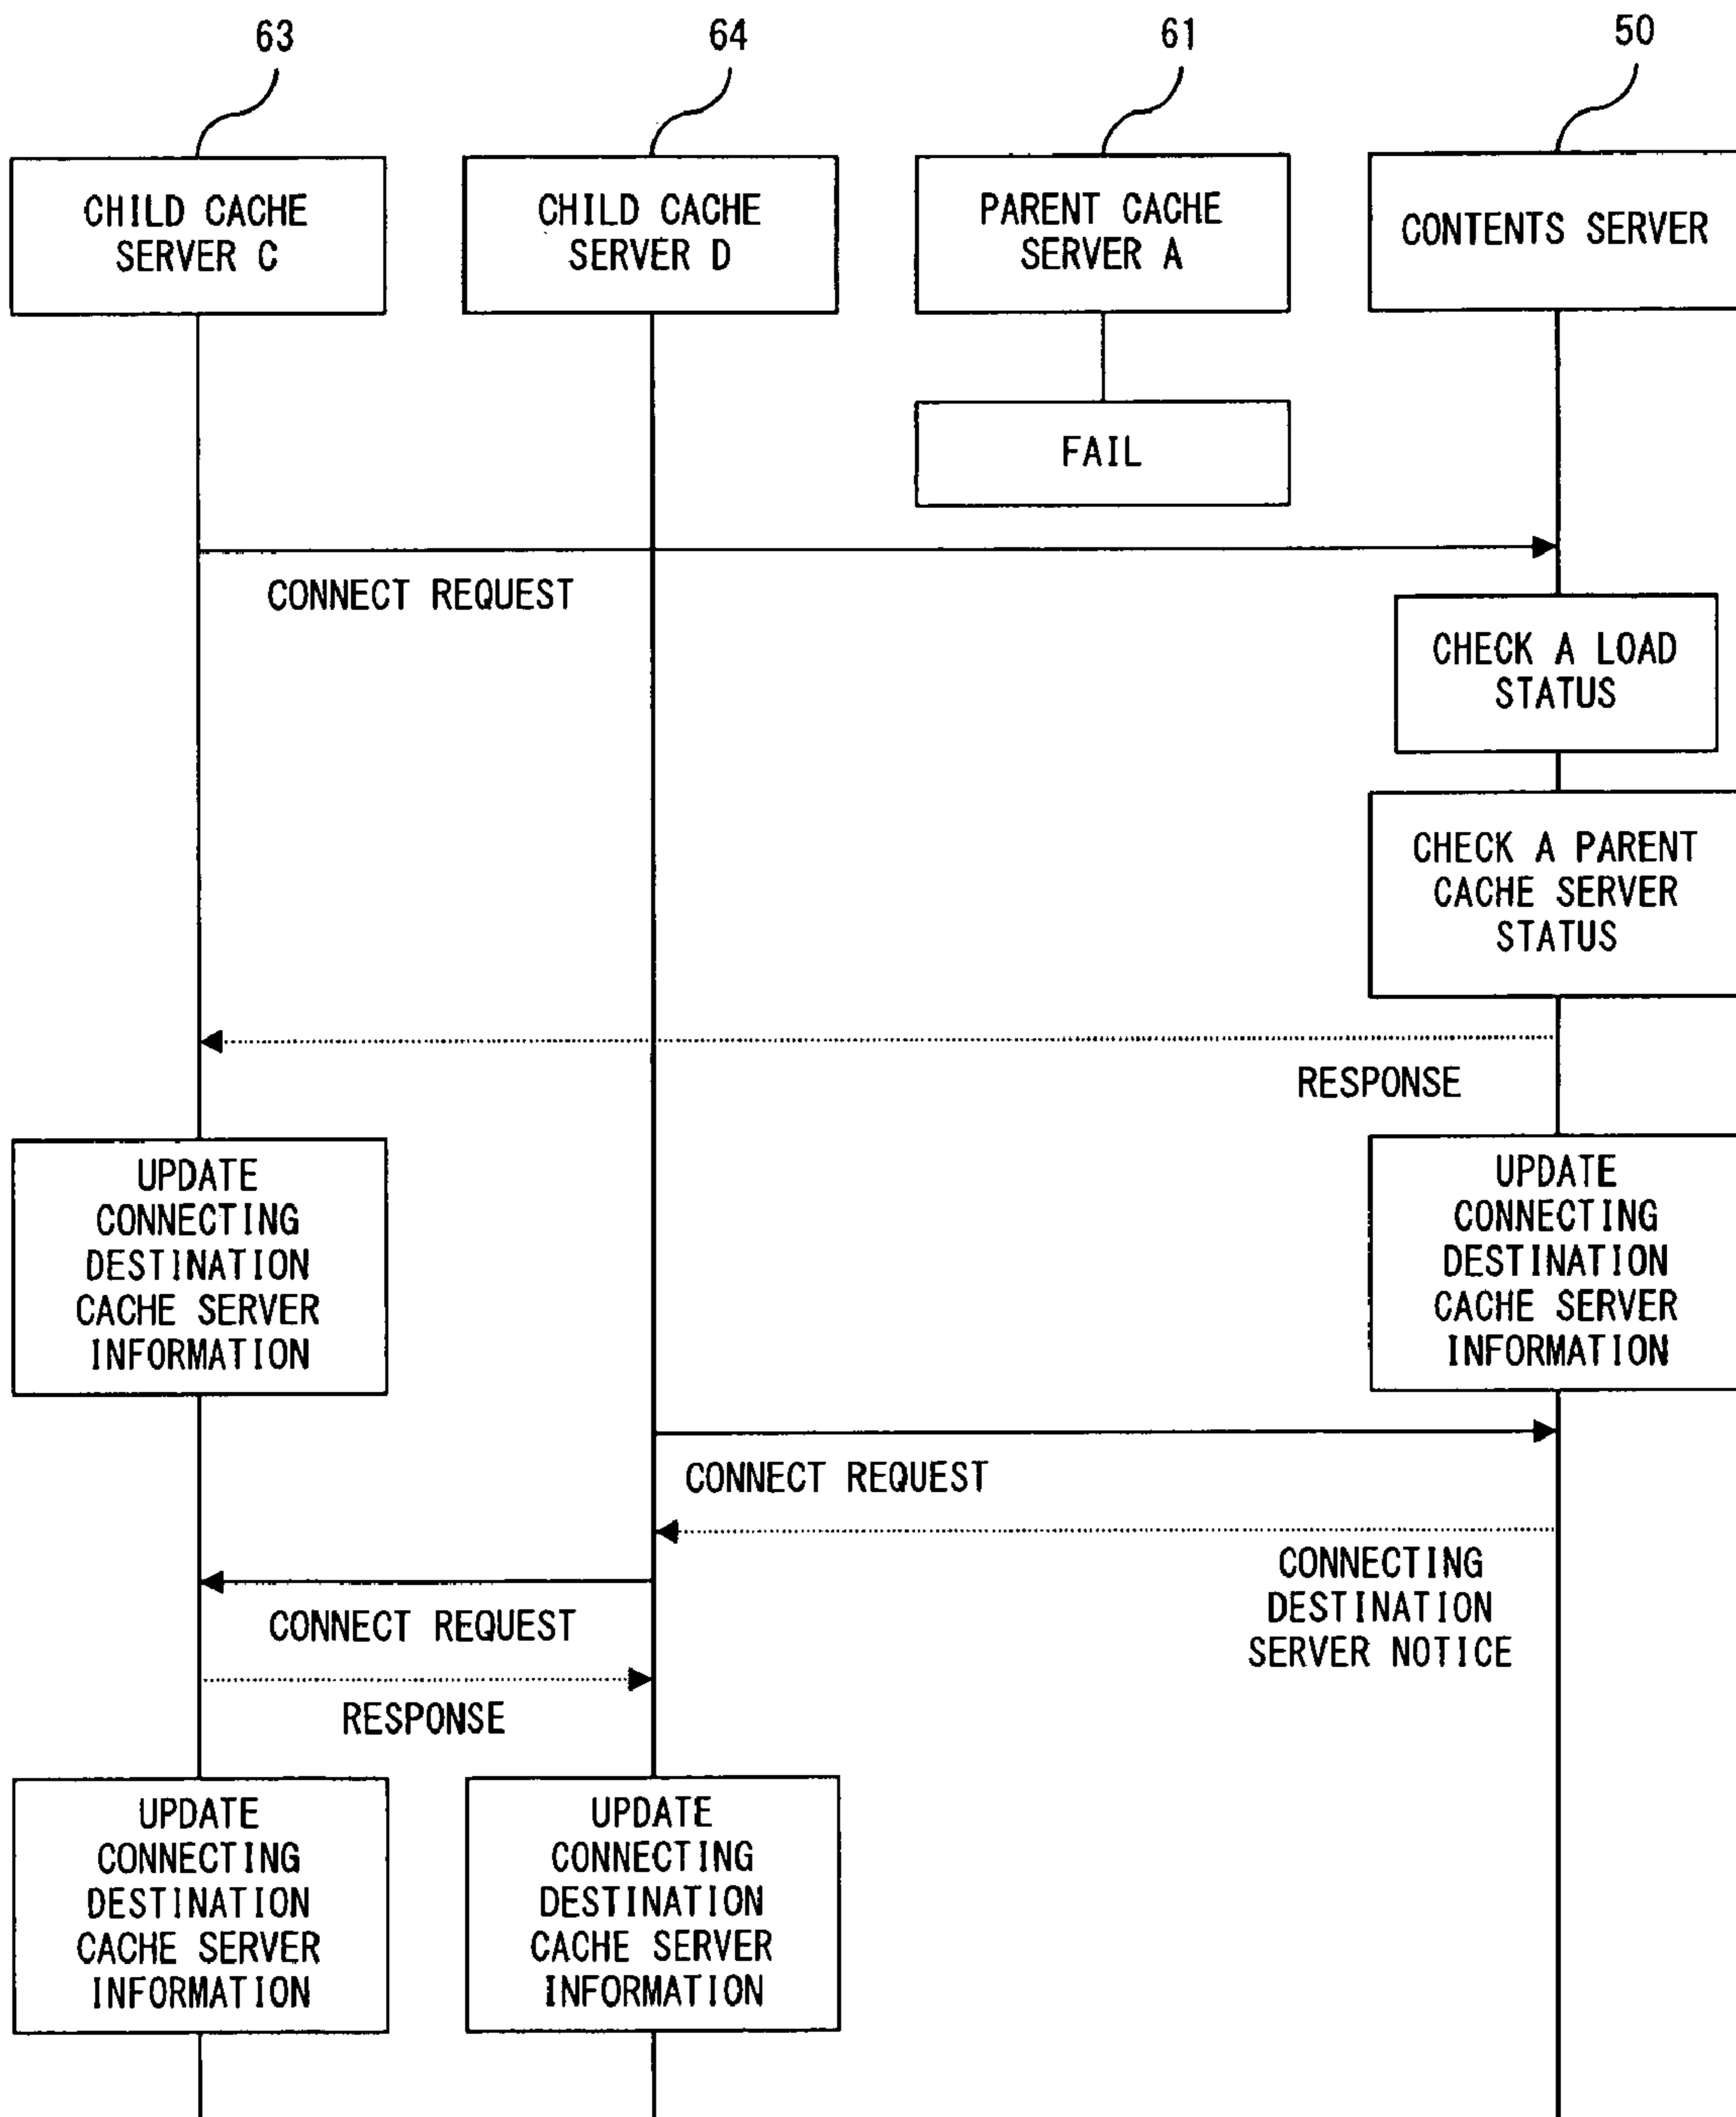 63
64
61
50
CHILD CACHE
SERVER C
CHILD CACHE
SERVER D
PARENT CACHE
SERVER A
CONTENTS SERVER
FAIL
CONNECT REQUEST
CHECK A LOAD
STATUS
CHECK A PARENT
CACHE SERVER
STATUS
RESPONSE
UPDATE
CONNECTING
DESTINATION
CACHE SERVER
INFORMATION
UPDATE
CONNECTING
DESTINATION
CACHE SERVER
INFORMATION
CONNECT REQUEST
CONNECTING
DESTINATION
SERVER NOTICE
CONNECT REQUEST
RESPONSE
UPDATE
CONNECTING
DESTINATION
CACHE SERVER
INFORMATION
UPDATE
CONNECTING
DESTINATION
CACHE SERVER
INFORMATION